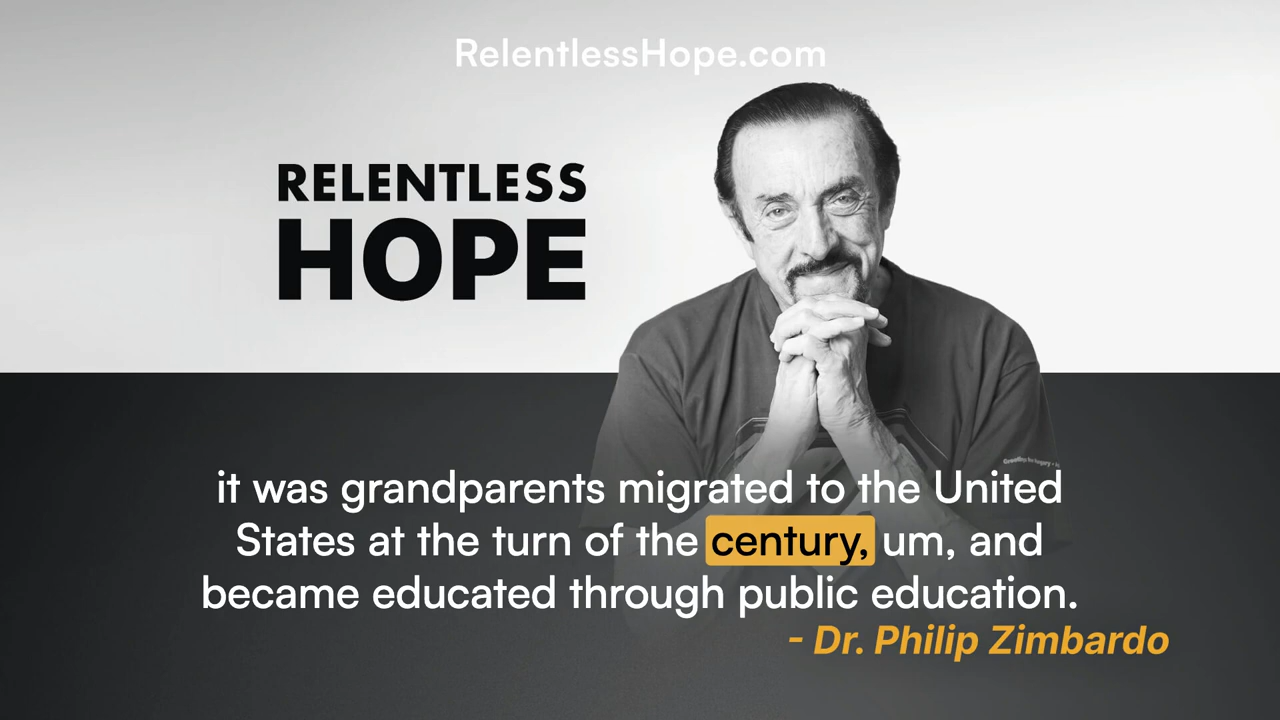 RelentlessHope.com
RELENTLESS
HOPE
it was grandparents migrated to the United
States at the turn of the century, um, and
became educated through public education.
- Dr. Philip Zimbardo